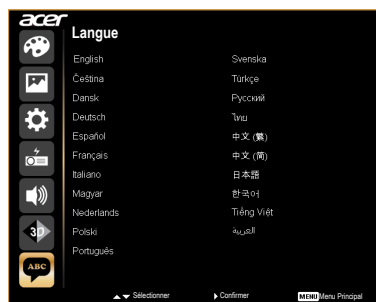 acer
Langue
English
Čeština
Dansk
Deutsch
Español
Français
Italiano
Magyar
Nederlands
Polski
Português
Svenska
Türkçe
Русский
ไทย
中文 (繁)
中文 (简)
日本語
한국어
Tiếng Việt
العربية
3D
ABC
Sélectionner
Confirmer
MENU Menu Principal